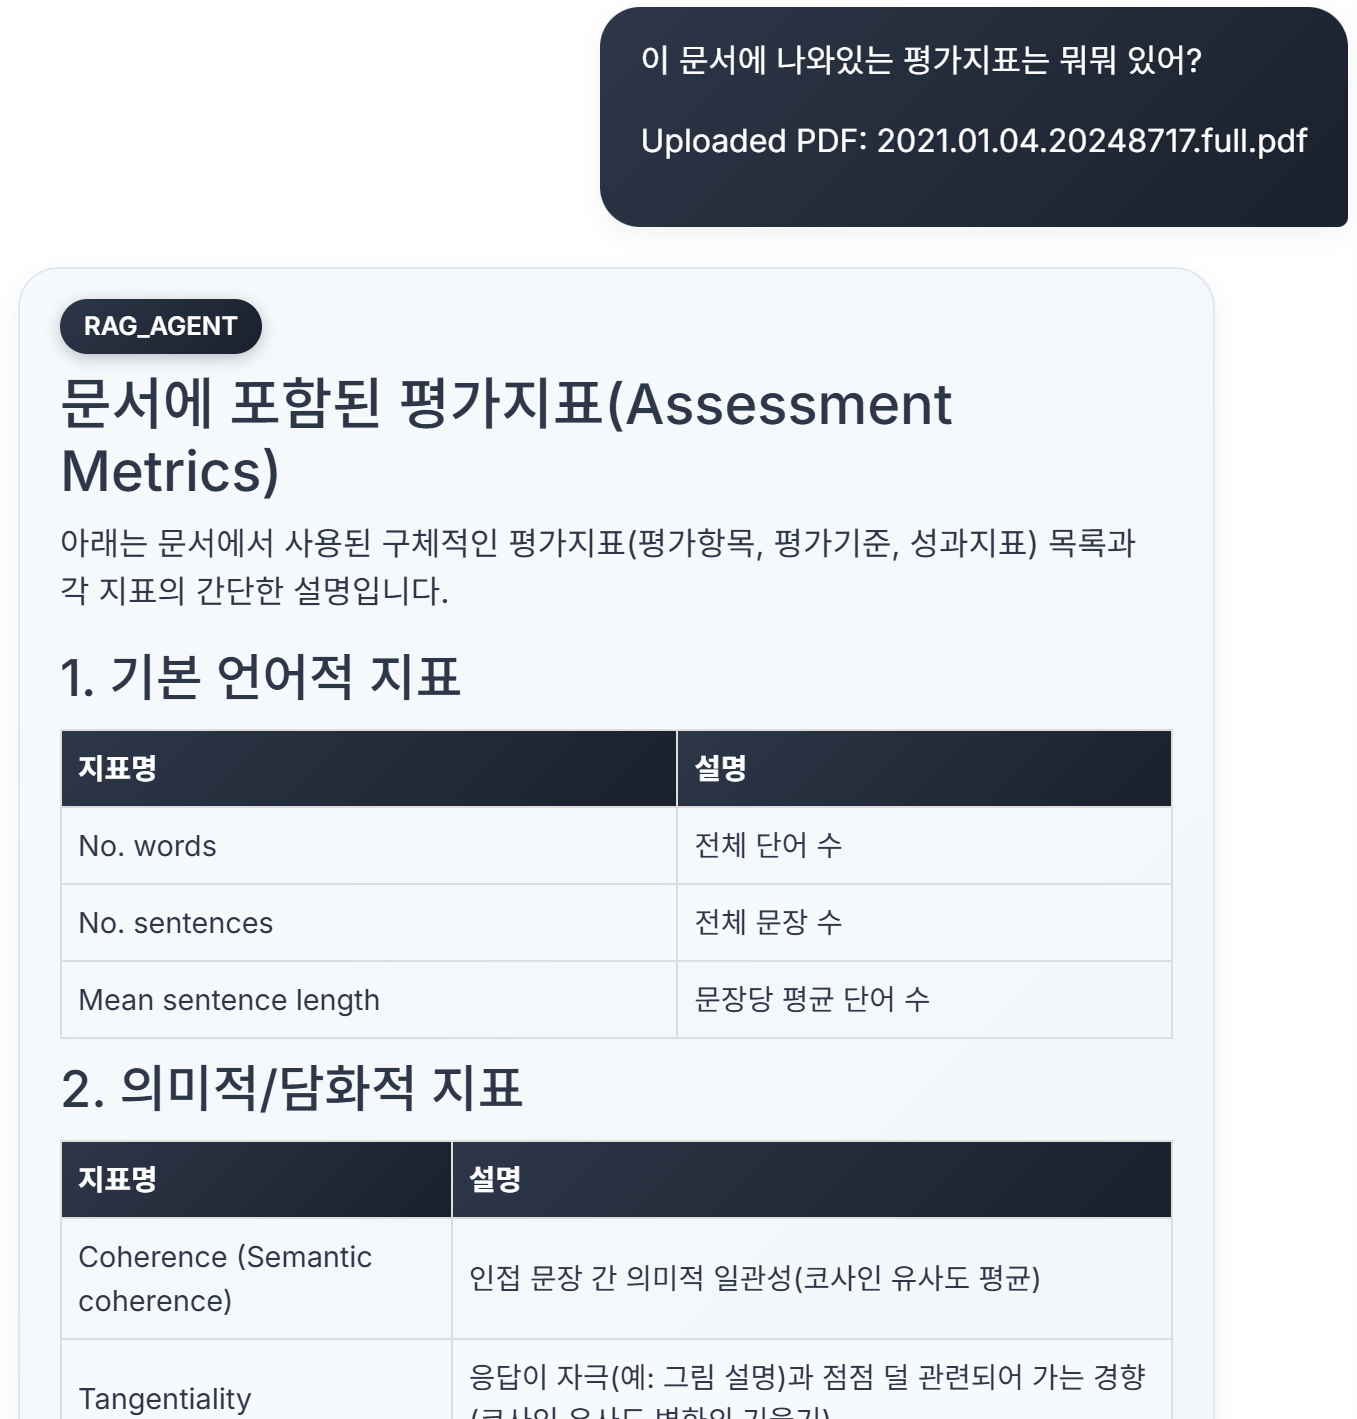 이 문서에 나와있는 평가지표는 뭐뭐 있어?
Uploaded PDF: 2021.01.04.20248717.full.pdf
RAG_AGENT
문서에 포함된 평가지표(Assessment
Metrics)
아래는 문서에서 사용된 구체적인 평가지표(평가항목, 평가기준, 성과지표) 목록과
각 지표의 간단한 설명입니다.
1. 기본 언어적 지표
지표명 설명
No. words 전체 단어 수
No. sentences 전체 문장 수
Mean sentence length 문장당 평균 단어 수
2. 의미적/담화적 지표
지표명 설명
Coherence (Semantic
coherence)
인접 문장 간 의미적 일관성(코사인 유사도 평균)
Tangentiality
응답이 자극(예: 그림 설명)과 점점 덜 관련되어 가는 경향